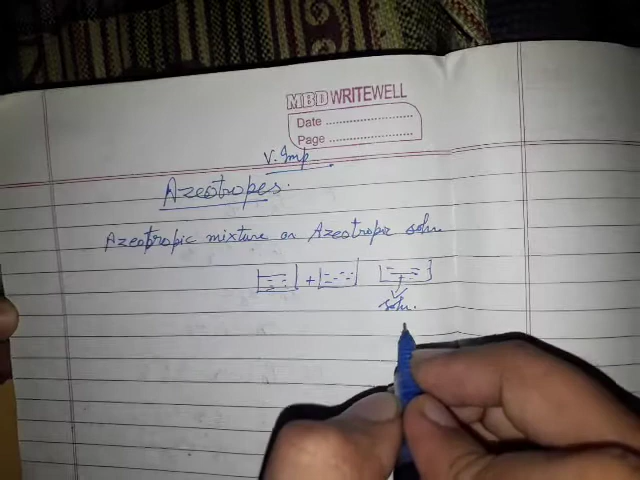 MBD WRITEWELL
Date
Page
V. Imp
Azeotropes.
Azeotropic mixture or Azeotropic soln.
+
soln.